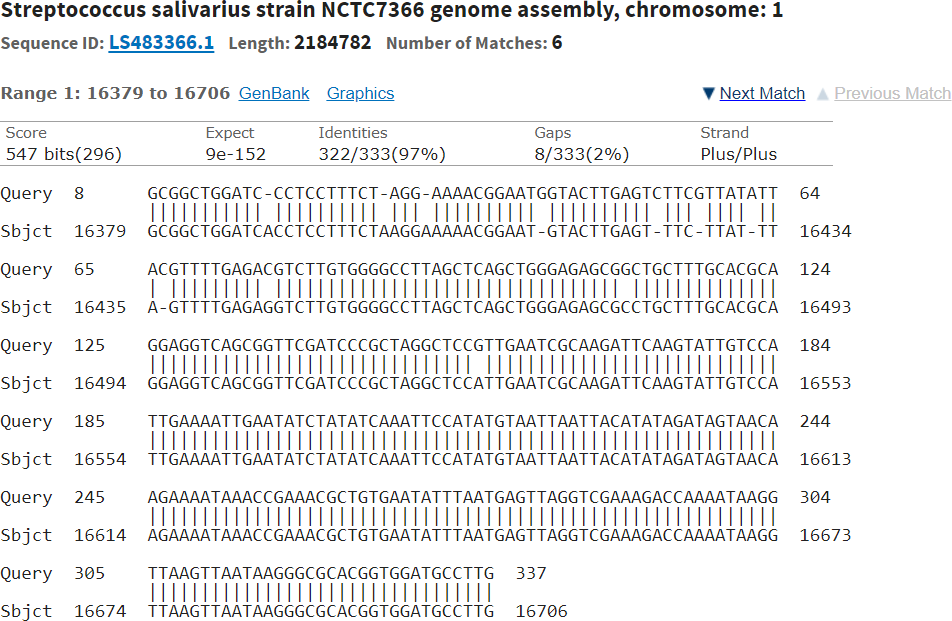 Streptococcus salivarius strain NCTC7366 genome assembly, chromosome: 1
Sequence ID: LS483366.1 Length: 2184782 Number of Matches: 6
Range 1: 16379 to 16706 GenBank Graphics ▼ Next Match ▲ Previous Match
Score Expect Identities Gaps Strand
547 bits(296) 9e-152 322/333(97%) 8/333(2%) Plus/Plus
Query 8 GCGGCTGGATC-CCTCCTTTCT-AGG-AAAACGGAATGGTACTTGAGTCTTCGTTATATT 64
||||||||||| |||||||||| ||| |||||||||| |||||||||| ||| |||| ||
Sbjct 16379 GCGGCTGGATCACCTCCTTTCTAAGGAAAAACGGAAT-GTACTTGAGT-TTC-TTAT-TT 16434
Query 65 ACGTTTTGAGACGTCTTGTGGGGCCTTAGCTCAGCTGGGAGAGCGGCTGCTTTGCACGCA 124
| ||||||||| ||||||||||||||||||||||||||||||||| ||||||||||||||
Sbjct 16435 A-GTTTTGAGAGGTCTTGTGGGGCCTTAGCTCAGCTGGGAGAGCGCCTGCTTTGCACGCA 16493
Query 125 GGAGGTCAGCGGTTCGATCCCGCTAGGCTCCGTTGAATCGCAAGATTCAAGTATTGTCCA 184
||||||||||||||||||||||||||||||| ||||||||||||||||||||||||||||
Sbjct 16494 GGAGGTCAGCGGTTCGATCCCGCTAGGCTCCATTGAATCGCAAGATTCAAGTATTGTCCA 16553
Query 185 TTGAAAATTGAATATCTATATCAAATTCCATATGTAATTAATTACATATAGATAGTAACA 244
||||||||||||||||||||||||||||||||||||||||||||||||||||||||||||
Sbjct 16554 TTGAAAATTGAATATCTATATCAAATTCCATATGTAATTAATTACATATAGATAGTAACA 16613
Query 245 AGAAAATAAACCGAAACGCTGTGAATATTTAATGAGTTAGGTCGAAAGACCAAAATAAGG 304
||||||||||||||||||||||||||||||||||||||||||||||||||||||||||||
Sbjct 16614 AGAAAATAAACCGAAACGCTGTGAATATTTAATGAGTTAGGTCGAAAGACCAAAATAAGG 16673
Query 305 TTAAGTTAATAAGGGCGCACGGTGGATGCCTTG 337
|||||||||||||||||||||||||||||||||
Sbjct 16674 TTAAGTTAATAAGGGCGCACGGTGGATGCCTTG 16706